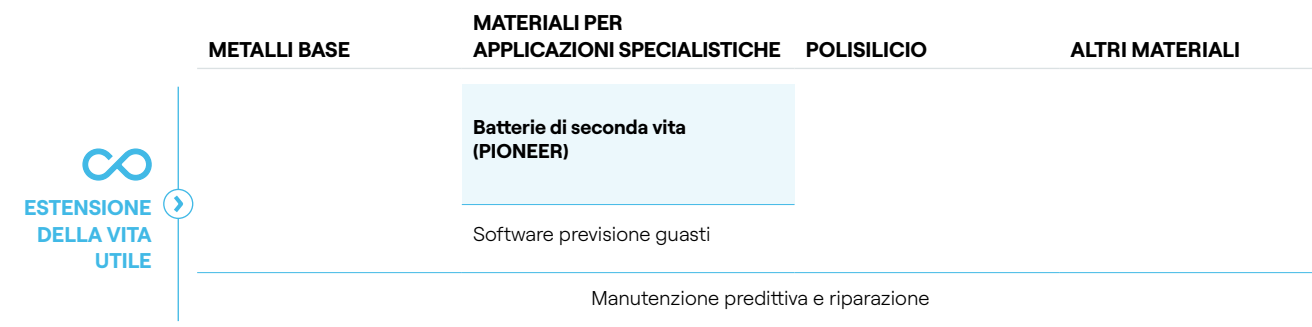 METALLI BASE
MATERIALI PER
APPLICAZIONI SPECIALISTICHE
POLISILICIO
ALTRI MATERIALI
ESTENSIONE
DELLA VITA
UTILE
Batterie di seconda vita
(PIONEER)
Software previsione guasti
Manutenzione predittiva e riparazione